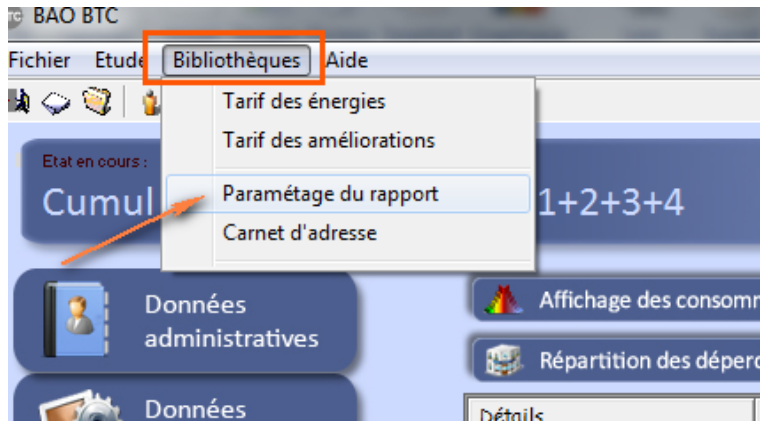 BAO BTC
Fichier Etude Bibliothèques Aide
Tarif des énergies
Tarif des améliorations
Etat en cours :
Cumul 1+2+3+4
Paramétage du rapport
Carnet d'adresse
Données
administratives
Affichage des consomm
Répartition des déperd
Données
Détails